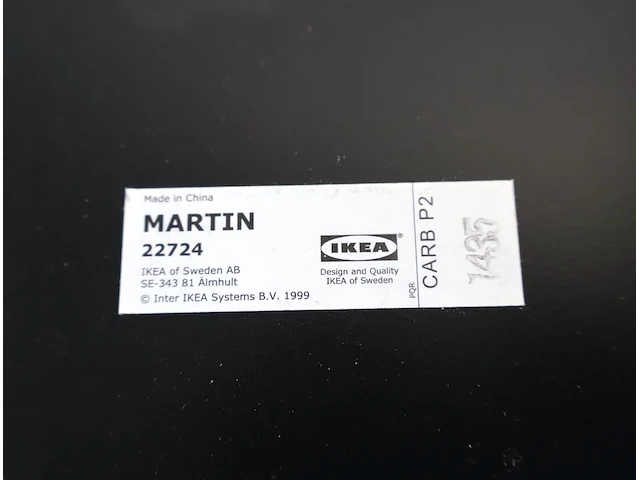 Made in China
MARTIN
22724
IKEA of Sweden AB
SE-343 81 Älmhult
© Inter IKEA Systems B.V. 1999
IKEA®
Design and Quality
IKEA of Sweden
PQR
CARB P2
1435